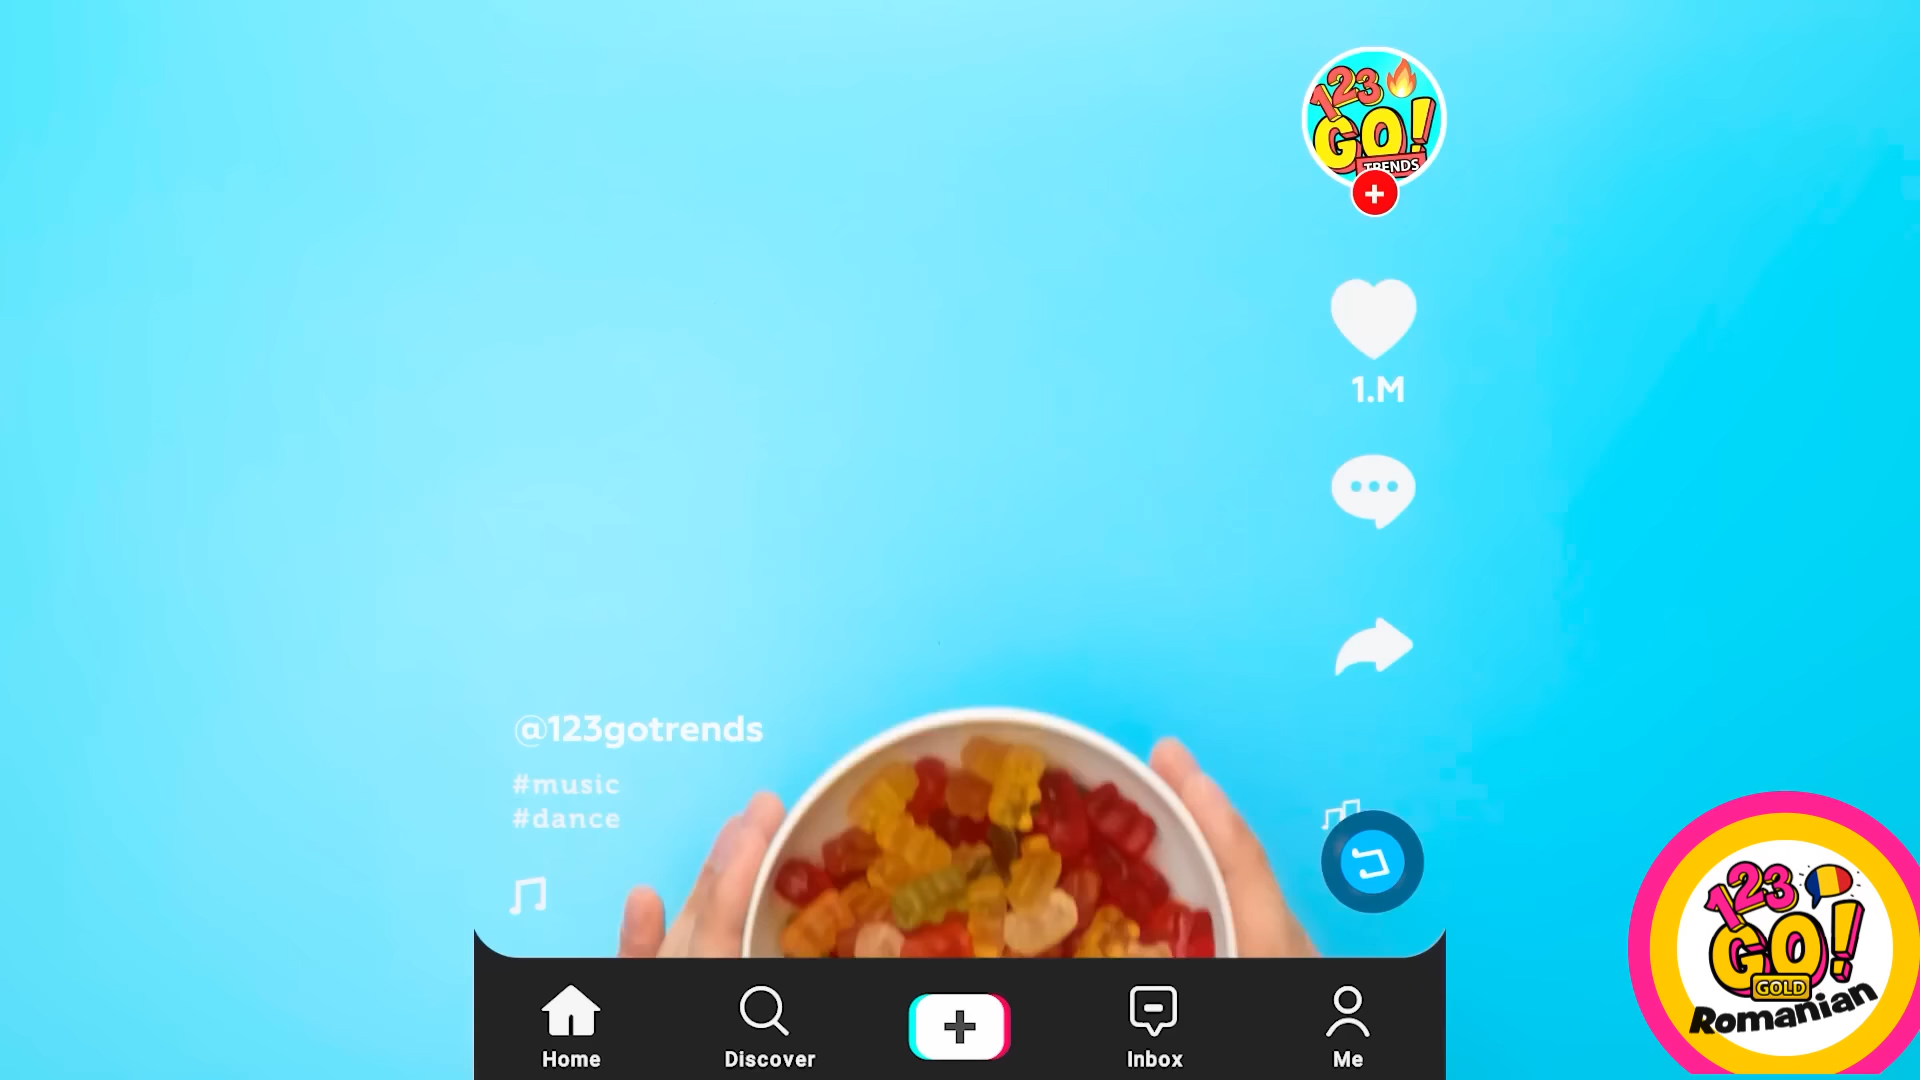 123
GO!
TRENDS
1.M
@123gotrends
#music
#dance
Home
Discover
Inbox
Me
123
GO!
GOLD
Romanian